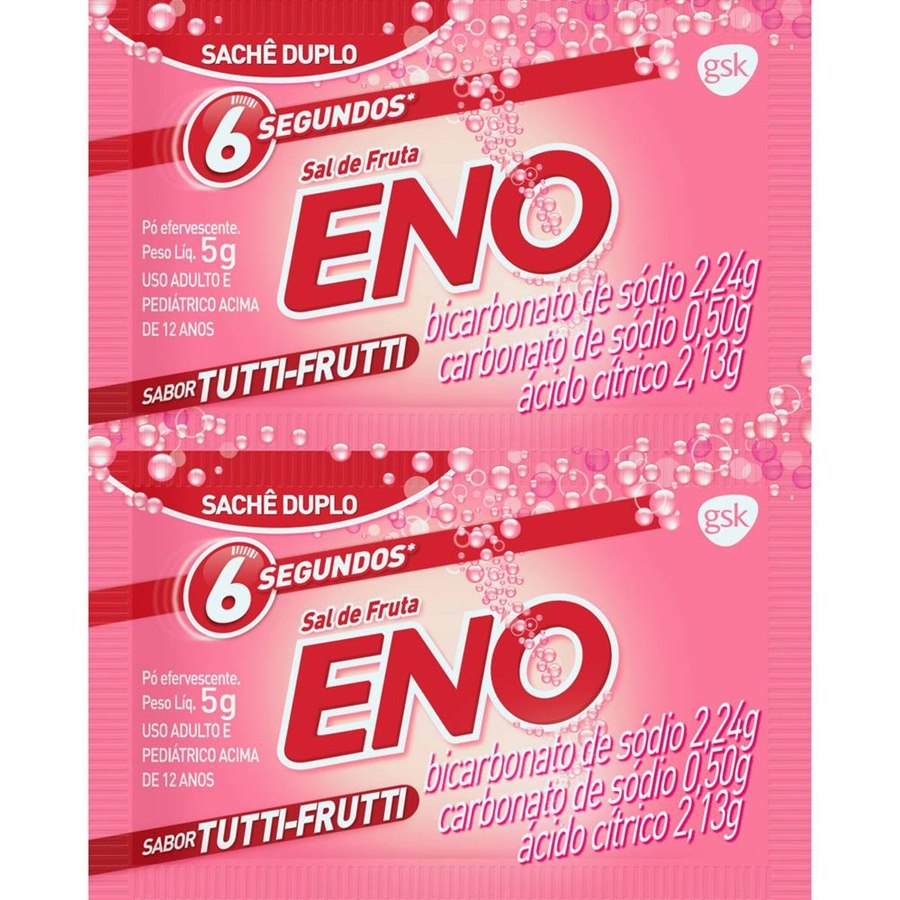 SACHÊ DUPLO
gsk
6 SEGUNDOS*
Sal de Fruta
ENO
Pó efervescente.
Peso Líq. 5g
USO ADULTO E
PEDIÁTRICO ACIMA
DE 12 ANOS
bicarbonato de sódio 2,24g
carbonato de sódio 0,50g
ácido cítrico 2,13g
SABOR TUTTI-FRUTTI
SACHÊ DUPLO
gsk
6 SEGUNDOS*
Sal de Fruta
ENO
Pó efervescente.
Peso Líq. 5g
USO ADULTO E
PEDIÁTRICO ACIMA
DE 12 ANOS
bicarbonato de sódio 2,24g
carbonato de sódio 0,50g
ácido cítrico 2,13g
SABOR TUTTI-FRUTTI